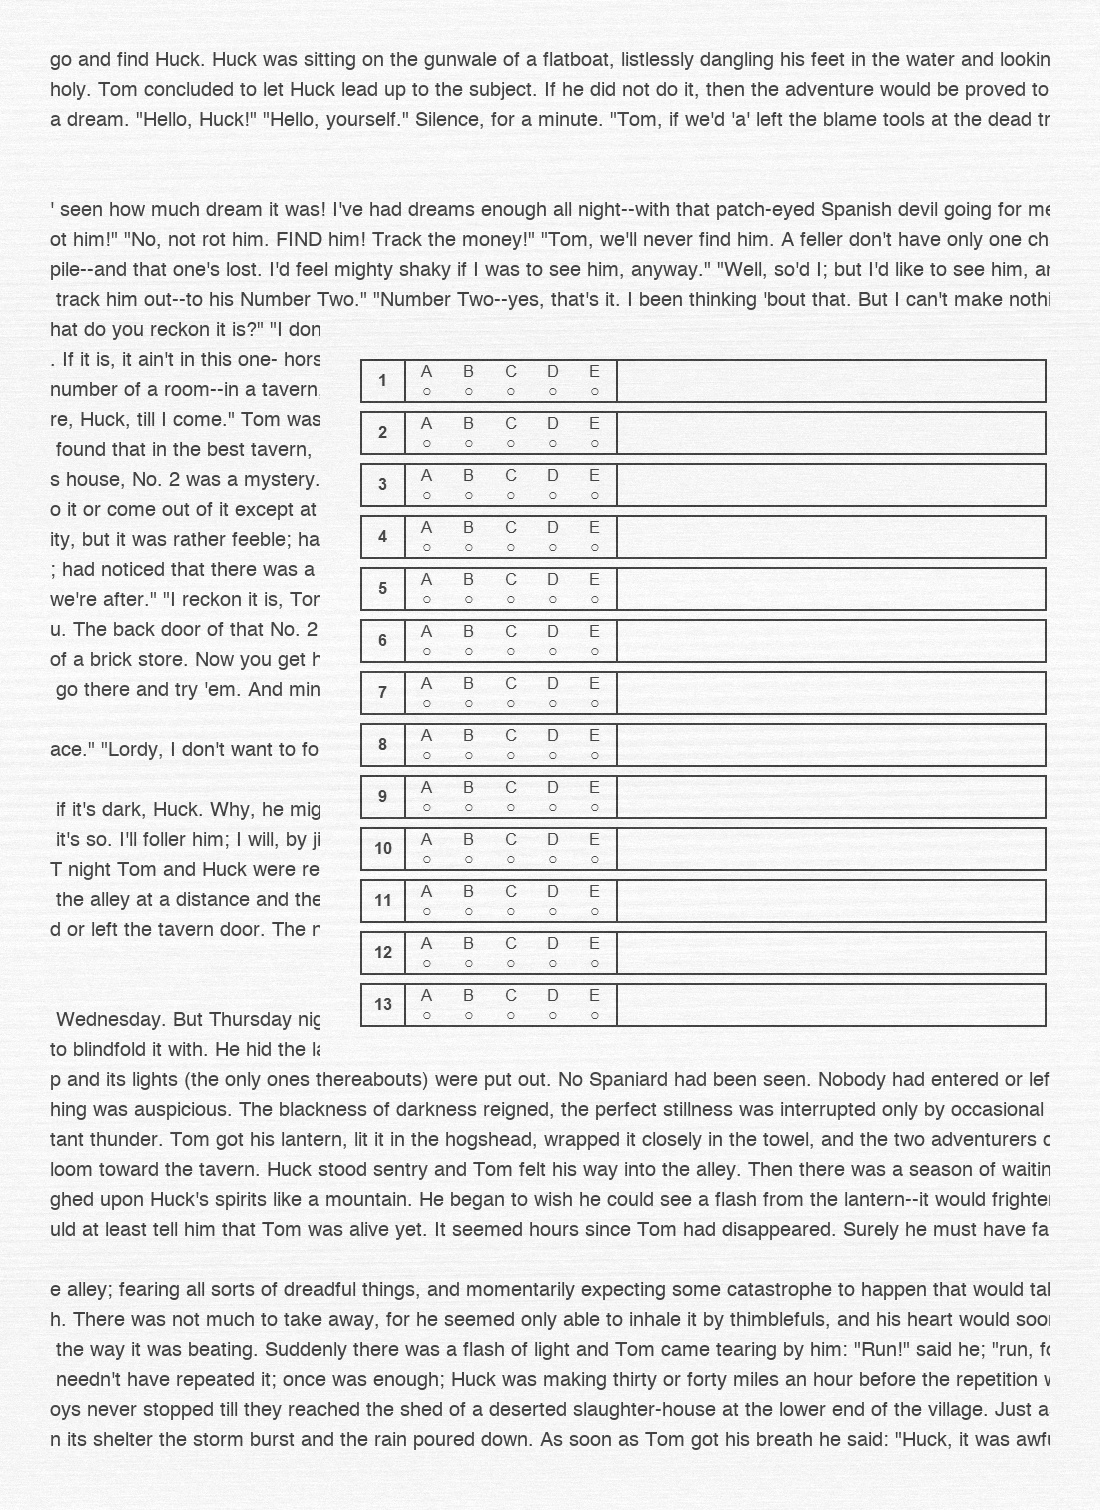 go and find Huck. Huck was sitting on the gunwale of a flatboat, listlessly dangling his feet in the water and lookin
holy. Tom concluded to let Huck lead up to the subject. If he did not do it, then the adventure would be proved to
a dream. "Hello, Huck!" "Hello, yourself." Silence, for a minute. "Tom, if we'd 'a' left the blame tools at the dead tr
' seen how much dream it was! I've had dreams enough all night--with that patch-eyed Spanish devil going for me
ot him!" "No, not rot him. FIND him! Track the money!" "Tom, we'll never find him. A feller don't have only one ch
pile--and that one's lost. I'd feel mighty shaky if I was to see him, anyway." "Well, so'd I; but I'd like to see him, an
track him out--to his Number Two." "Number Two--yes, that's it. I been thinking 'bout that. But I can't make nothi
hat do you reckon it is?" "I don
. If it is, it ain't in this one- hors
number of a room--in a tavern
re, Huck, till I come." Tom was
found that in the best tavern,
s house, No. 2 was a mystery.
o it or come out of it except at
ity, but it was rather feeble; ha
; had noticed that there was a
we're after." "I reckon it is, Tom
u. The back door of that No. 2
of a brick store. Now you get h
go there and try 'em. And min
ace." "Lordy, I don't want to fo
if it's dark, Huck. Why, he mig
it's so. I'll foller him; I will, by ji
T night Tom and Huck were re
the alley at a distance and the
d or left the tavern door. The n
Wednesday. But Thursday nig
to blindfold it with. He hid the la
1 A B C D E
2 A B C D E
3 A B C D E
4 A B C D E
5 A B C D E
6 A B C D E
7 A B C D E
8 A B C D E
9 A B C D E
10 A B C D E
11 A B C D E
12 A B C D E
13 A B C D E
p and its lights (the only ones thereabouts) were put out. No Spaniard had been seen. Nobody had entered or lef
hing was auspicious. The blackness of darkness reigned, the perfect stillness was interrupted only by occasional
tant thunder. Tom got his lantern, lit it in the hogshead, wrapped it closely in the towel, and the two adventurers c
loom toward the tavern. Huck stood sentry and Tom felt his way into the alley. Then there was a season of waitin
ghed upon Huck's spirits like a mountain. He began to wish he could see a flash from the lantern--it would frighten
uld at least tell him that Tom was alive yet. It seemed hours since Tom had disappeared. Surely he must have fa
e alley; fearing all sorts of dreadful things, and momentarily expecting some catastrophe to happen that would tak
h. There was not much to take away, for he seemed only able to inhale it by thimblefuls, and his heart would soon
the way it was beating. Suddenly there was a flash of light and Tom came tearing by him: "Run!" said he; "run, fo
needn't have repeated it; once was enough; Huck was making thirty or forty miles an hour before the repetition w
oys never stopped till they reached the shed of a deserted slaughter-house at the lower end of the village. Just a
n its shelter the storm burst and the rain poured down. As soon as Tom got his breath he said: "Huck, it was awfu